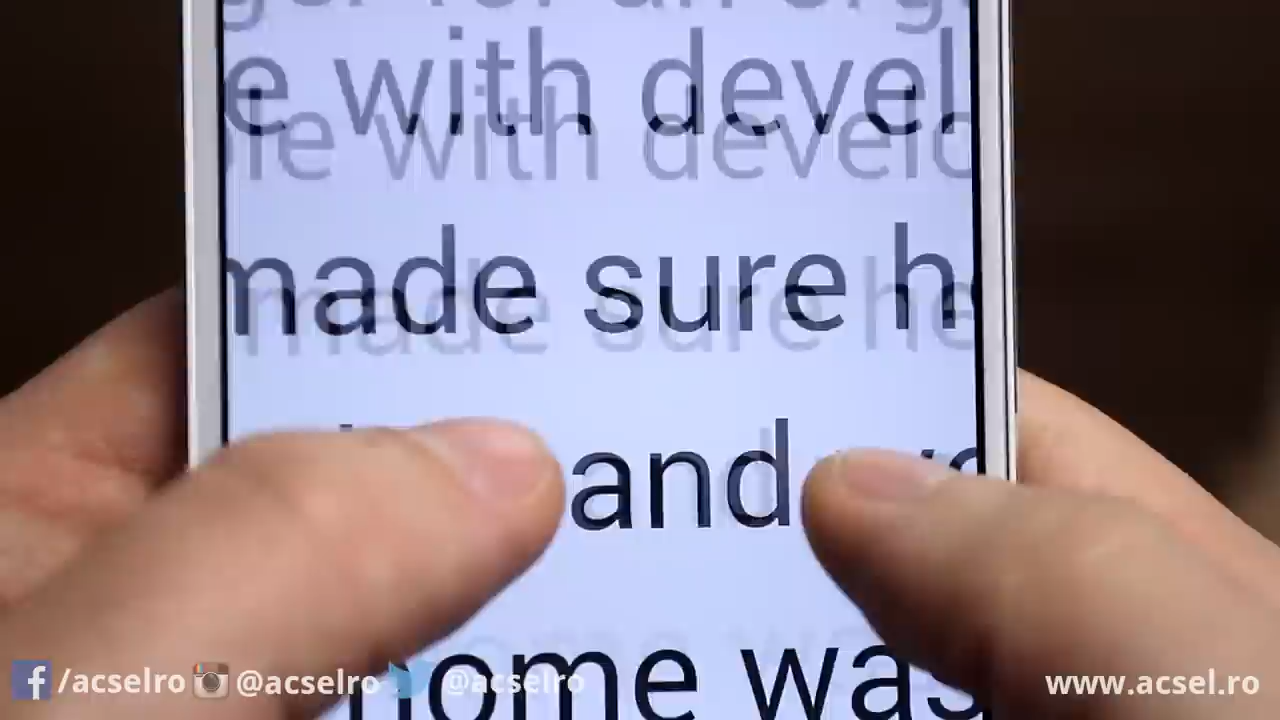 e with devel
made sure h
and
home was
/acselro @acselro @acselro www.acsel.ro